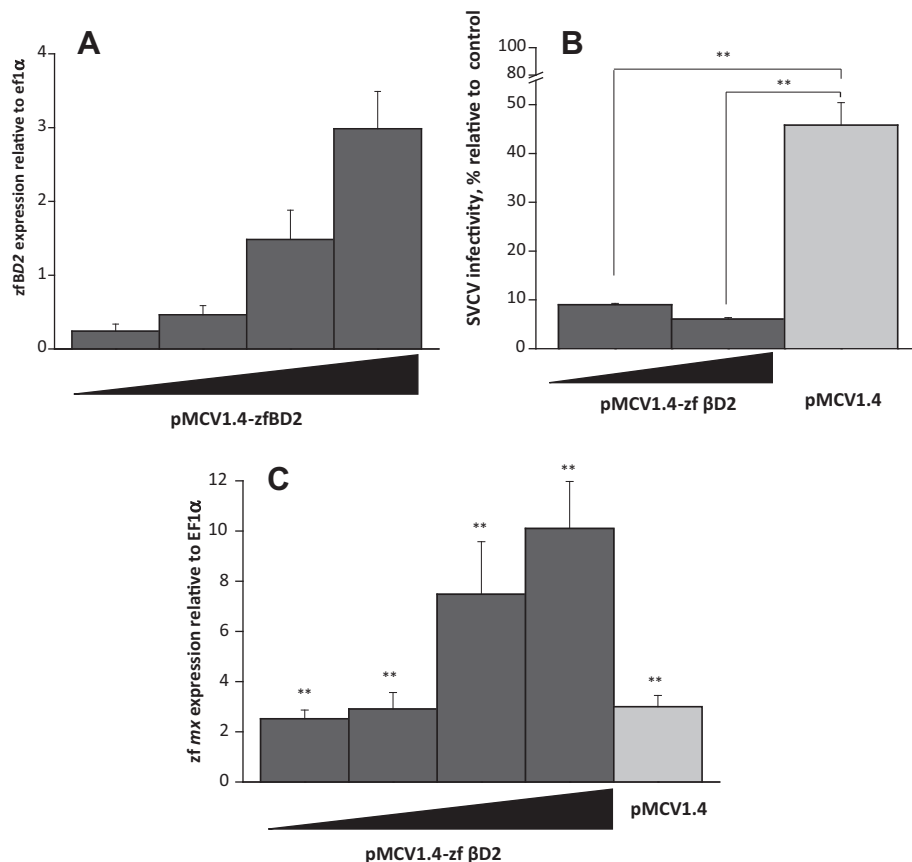 A
zfBD2 expression relative to ef1α
4
3
2
1
0
pMCV1.4-zfBD2
B
SVCV infectivity, % relative to control
100
80
50
40
30
20
10
0
**
**
pMCV1.4-zf βD2
pMCV1.4
C
zf mx expression relative to EF1α
12
10
8
6
4
2
0
**
**
**
**
**
pMCV1.4-zf βD2
pMCV1.4